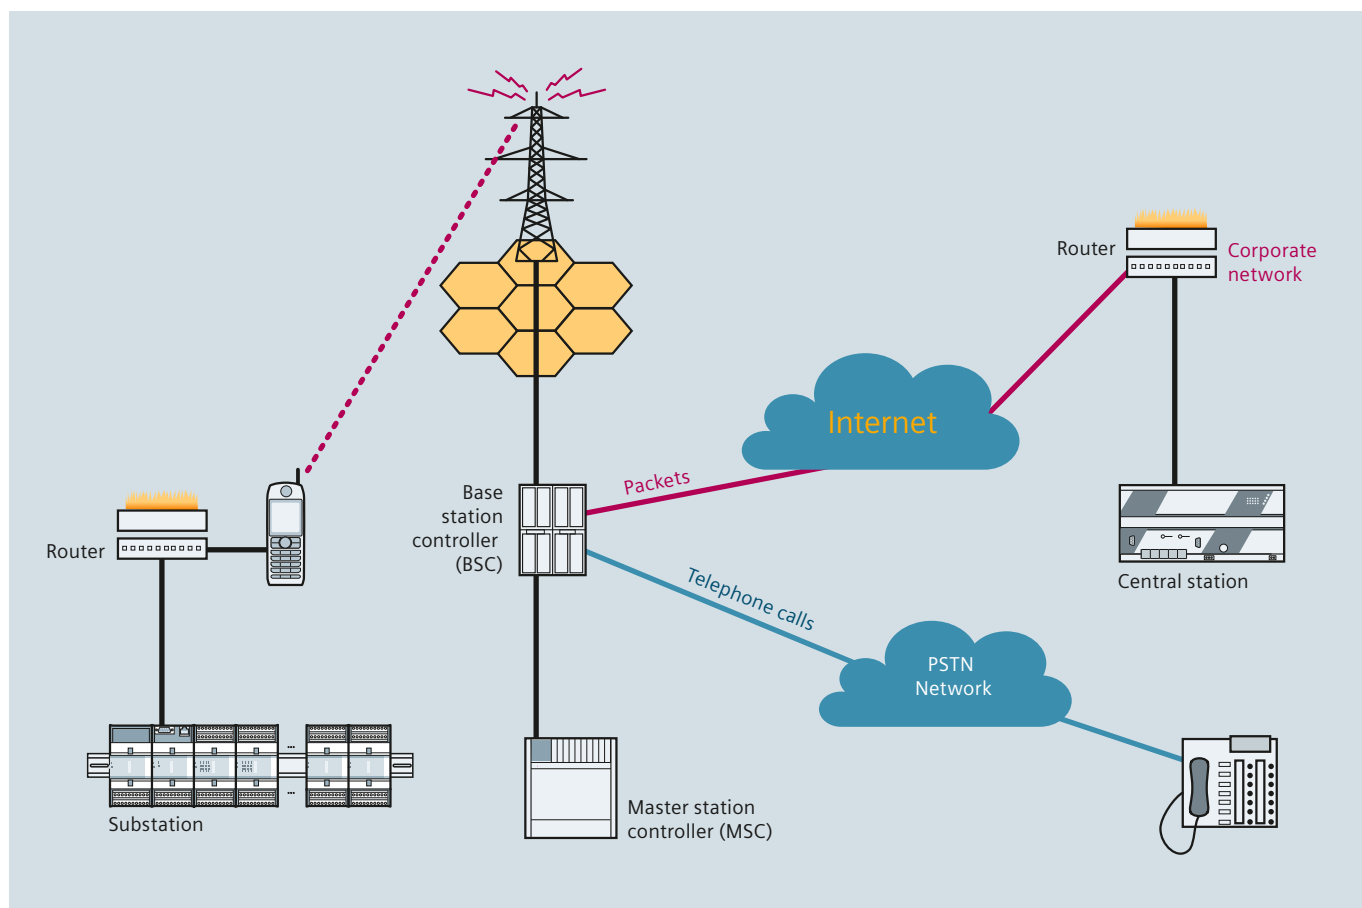 Router
Corporate
network
Internet
Packets
Base
station
controller
(BSC)
Router
Telephone calls
Central station
PSTN
Network
Substation
Master station
controller (MSC)